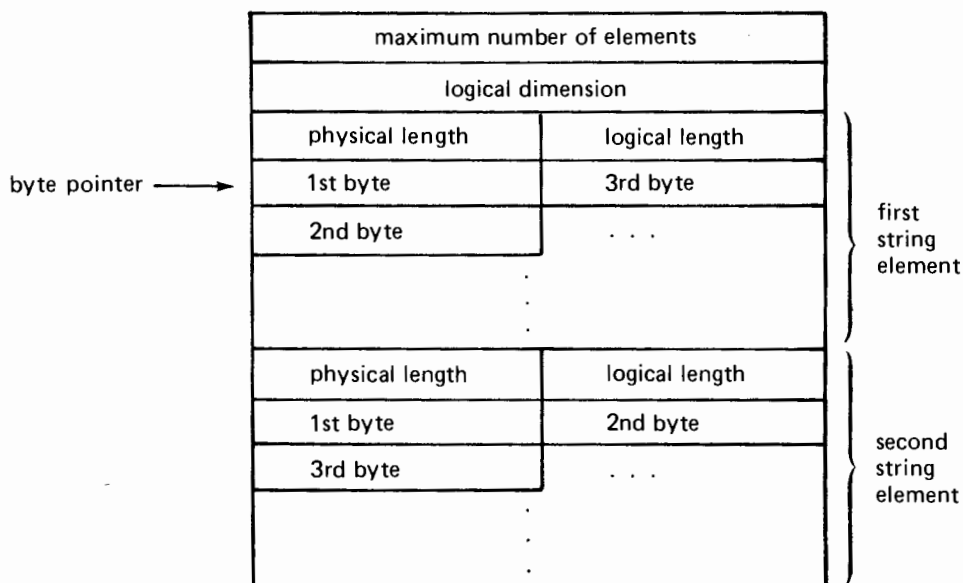 maximum number of elements
logical dimension
physical length logical length
byte pointer 1st byte 3rd byte
2nd byte . . .
first
string
element
physical length logical length
1st byte 2nd byte
3rd byte . . .
second
string
element